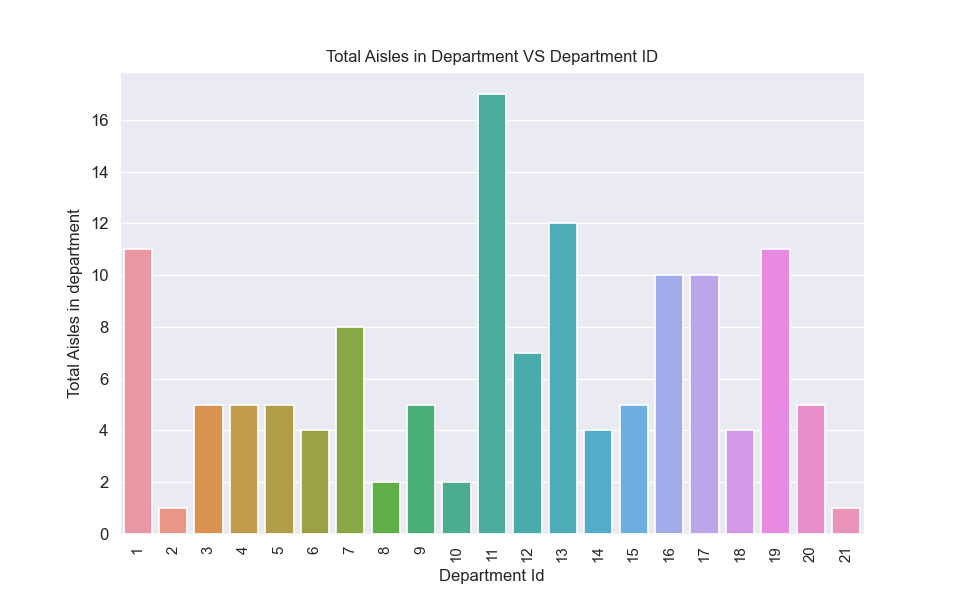 Total Aisles in Department VS Department ID
Total Aisles in department
16
14
12
10
8
6
4
2
0
1 2 3 4 5 6 7 8 9 10 11 12 13 14 15 16 17 18 19 20 21
Department Id